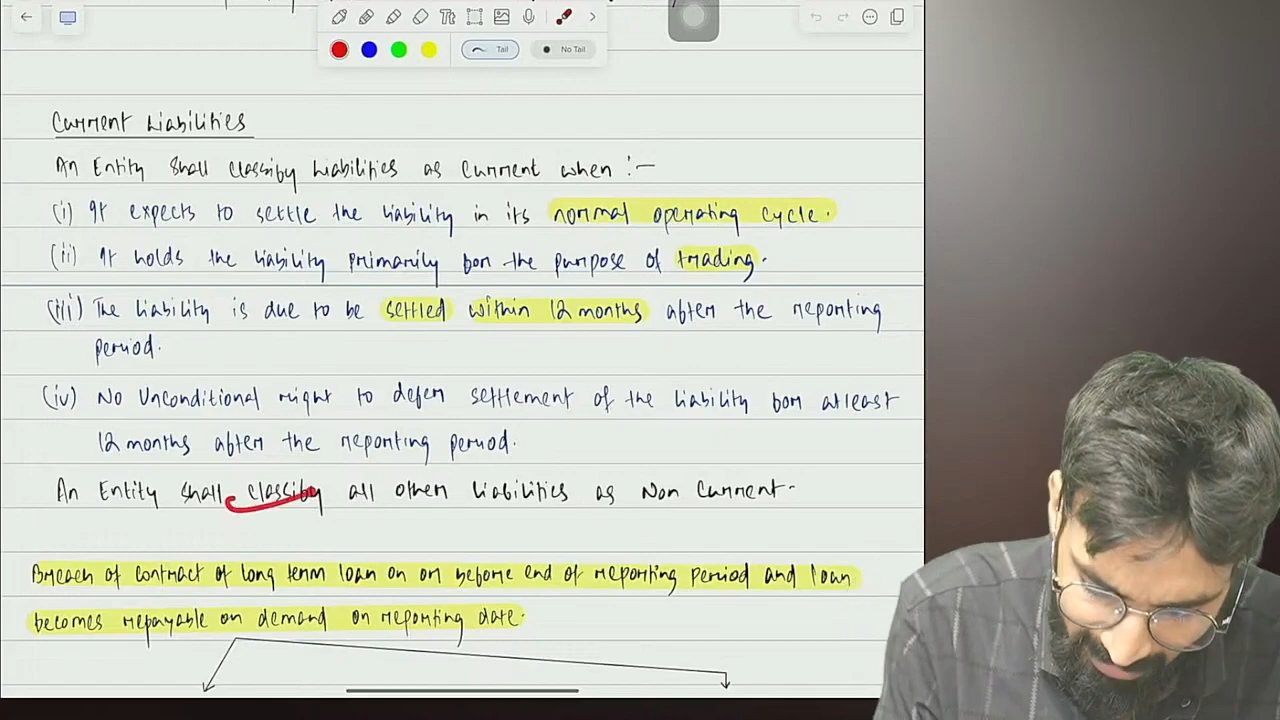 Tt
Tail
No Tail
Current Liabilities
An Entity shall classify Liabilities as Current when :-
(i) It expects to settle the liability in its normal operating cycle.
(ii) It holds the liability primarily for the purpose of trading.
(iii) The liability is due to be settled within 12 months after the reporting
period.
(iv) No Unconditional right to defer settlement of the liability for atleast
12 months after the reporting period.
An Entity shall classify all other liabilities as Non Current.
Breach of contract of long term loan on or before end of reporting period and loan
becomes repayable on demand on reporting date.